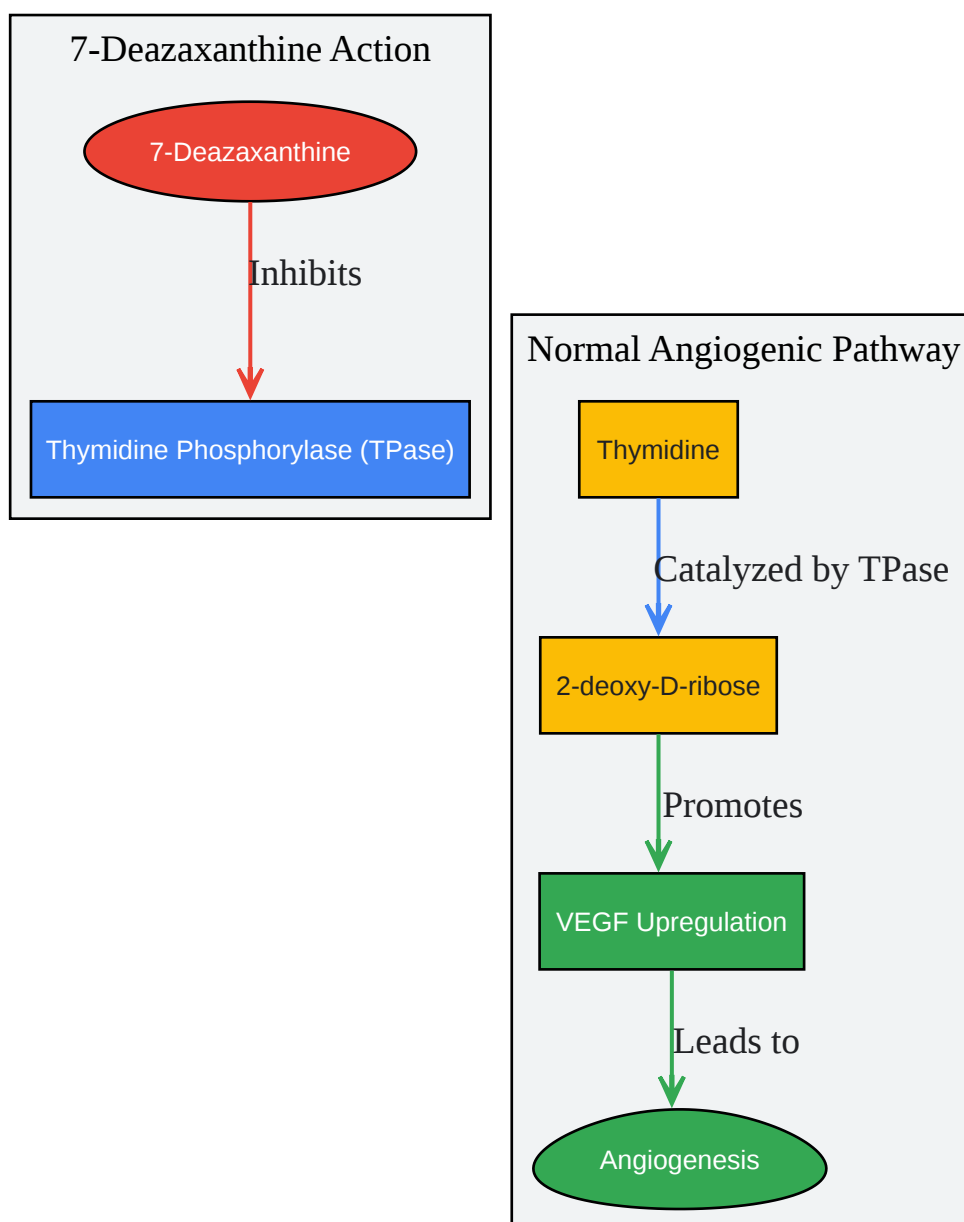 7-Deazaxanthine Action
7-Deazaxanthine
Inhibits
Thymidine Phosphorylase (TPase)
Normal Angiogenic Pathway
Thymidine
Catalyzed by TPase
2-deoxy-D-ribose
Promotes
VEGF Upregulation
Leads to
Angiogenesis